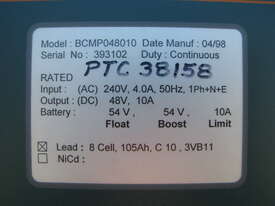 Model : BCMP048010 Date Manuf : 04/98
Serial No : 393102 Duty : Continuous
PTC 38158
RATED
Input : (AC) 240V, 4.0A, 50Hz, 1Ph+N+E
Output : (DC) 48V, 10A
Battery : 54 V, 54 V, 10A
Float Boost Limit
Lead : 8 Cell, 105Ah, C 10 , 3VB11
NiCd :